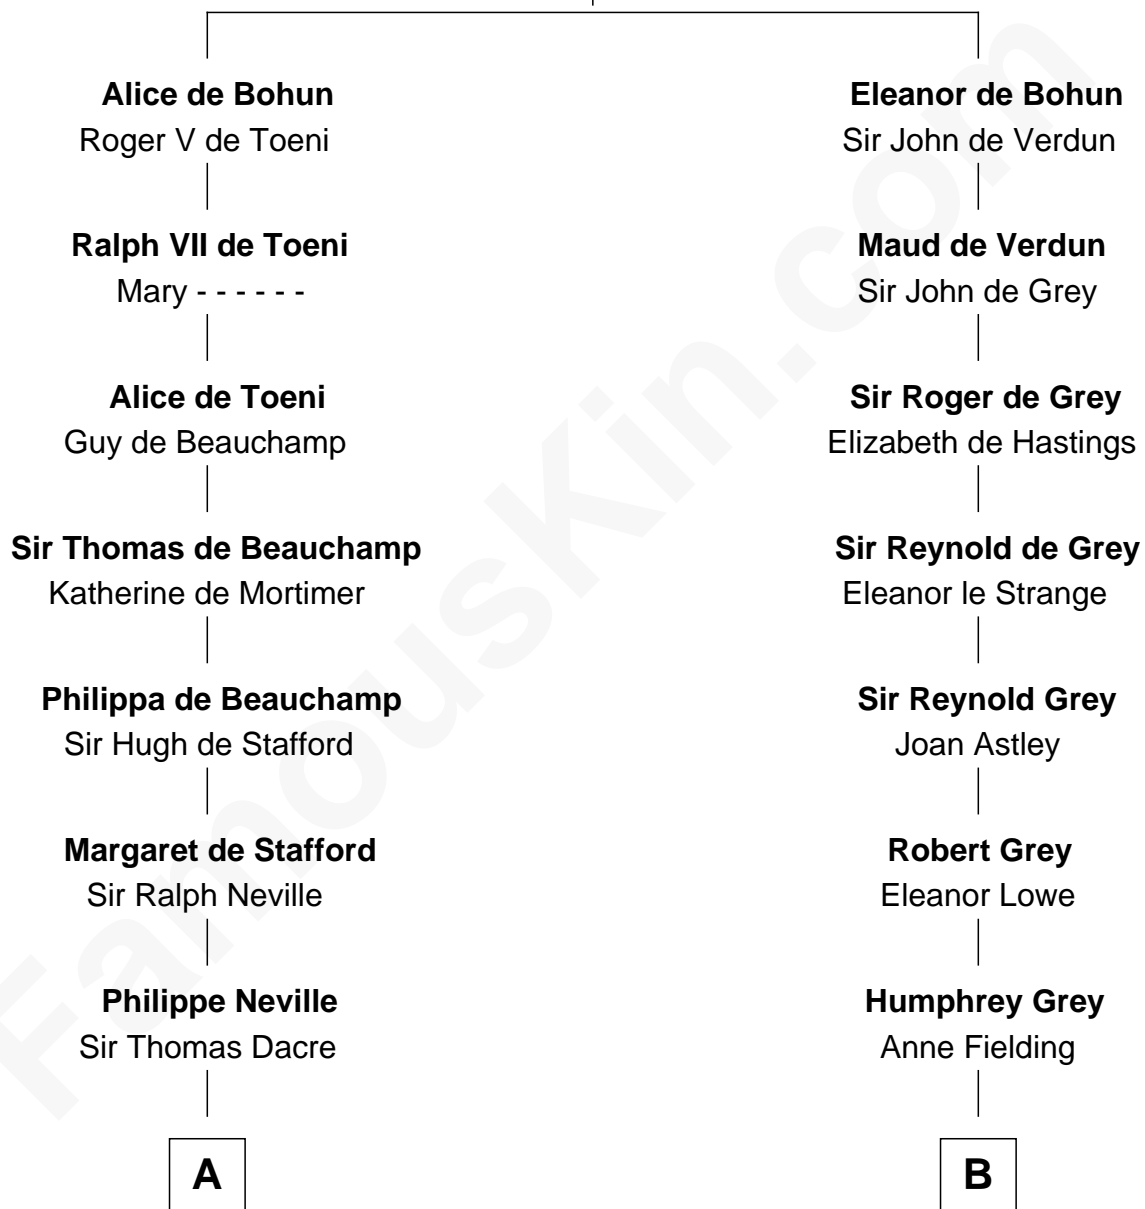 Alice de Bohun
Roger V de Toeni
Ralph VII de Toeni
Mary - - - - - -
Alice de Toeni
Guy de Beauchamp
Sir Thomas de Beauchamp
Katherine de Mortimer
Philippa de Beauchamp
Sir Hugh de Stafford
Margaret de Stafford
Sir Ralph Neville
Philippe Neville
Sir Thomas Dacre
A
Eleanor de Bohun
Sir John de Verdun
Maud de Verdun
Sir John de Grey
Sir Roger de Grey
Elizabeth de Hastings
Sir Reynold de Grey
Eleanor le Strange
Sir Reynold Grey
Joan Astley
Robert Grey
Eleanor Lowe
Humphrey Grey
Anne Fielding
B
FamousKin.com